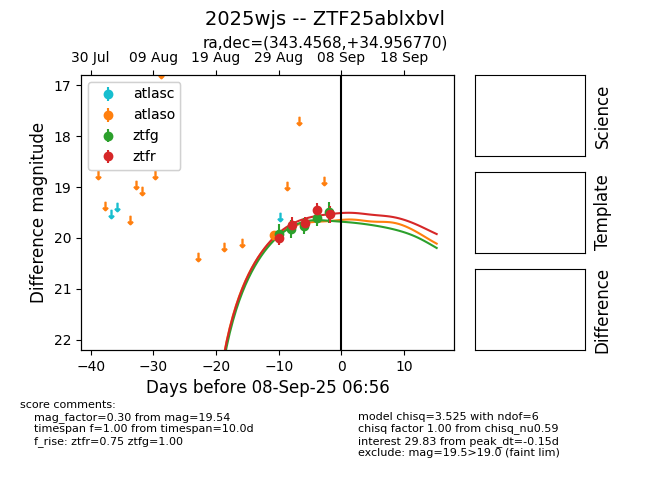 2025wjs -- ZTF25ablxbvl
ra,dec=(343.4568,+34.956770)
30 Jul 09 Aug 19 Aug 29 Aug 08 Sep 18 Sep
17
18
19
20
21
22
Difference magnitude
atlasc
atlaso
ztfg
ztfr
−40 −30 −20 −10 0 10
Days before 08-Sep-25 06:56
Science
Template
Difference
score comments:
mag_factor=0.30 from mag=19.54
timespan f=1.00 from timespan=10.0d
f_rise: ztfr=0.75 ztfg=1.00
model chisq=3.525 with ndof=6
chisq factor 1.00 from chisq_nu0.59
interest 29.83 from peak_dt=-0.15d
exclude: mag=19.5>19.0 (faint lim)